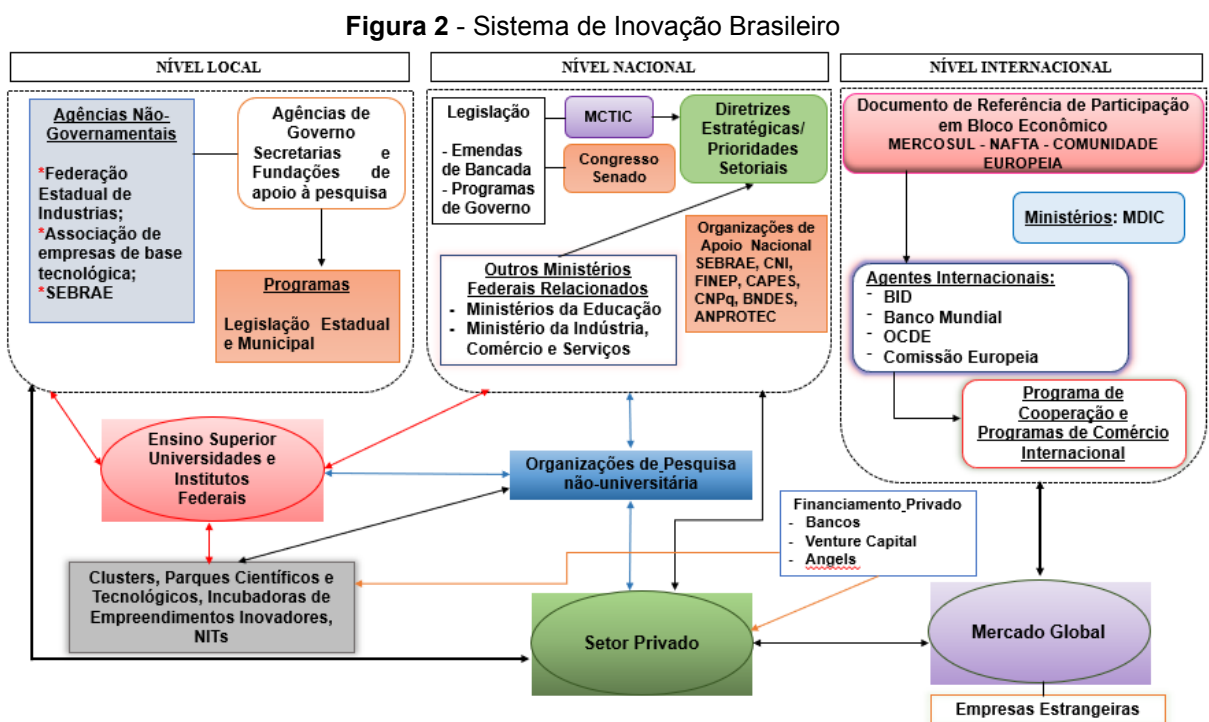 Figura 2 - Sistema de Inovação Brasileiro
NÍVEL LOCAL
Agências Não-
Governamentais
*Federação
Estadual de
Industrias;
*Associação de
empresas de base
tecnológica;
*SEBRAE
Agências de
Governo
Secretarias e
Fundações de
apoio à pesquisa
Programas
Legislação Estadual
e Municipal
NÍVEL NACIONAL
Legislação
- Emendas
de Bancada
- Programas
de Governo
MCTIC
Congresso
Senado
Diretrizes
Estratégicas/
Prioridades
Setoriais
Outros Ministérios
Federais Relacionados
- Ministérios da Educação
- Ministério da Indústria,
Comércio e Serviços
Organizações de
Apoio Nacional
SEBRAE, CNI,
FINEP, CAPES,
CNPq, BNDES,
ANPROTEC
NÍVEL INTERNACIONAL
Documento de Referência de Participação
em Bloco Econômico
MERCOSUL - NAFTA - COMUNIDADE
EUROPEIA
Ministérios: MDIC
Agentes Internacionais:
- BID
- Banco Mundial
- OCDE
- Comissão Europeia
Programa de
Cooperação e
Programas de Comércio
Internacional
Ensino Superior
Universidades e
Institutos
Federais
Organizações de Pesquisa
não-universitária
Financiamento Privado
- Bancos
- Venture Capital
- Angels
Clusters, Parques Científicos e
Tecnológicos, Incubadoras de
Empreendimentos Inovadores,
NITs
Setor Privado
Mercado Global
Empresas Estrangeiras